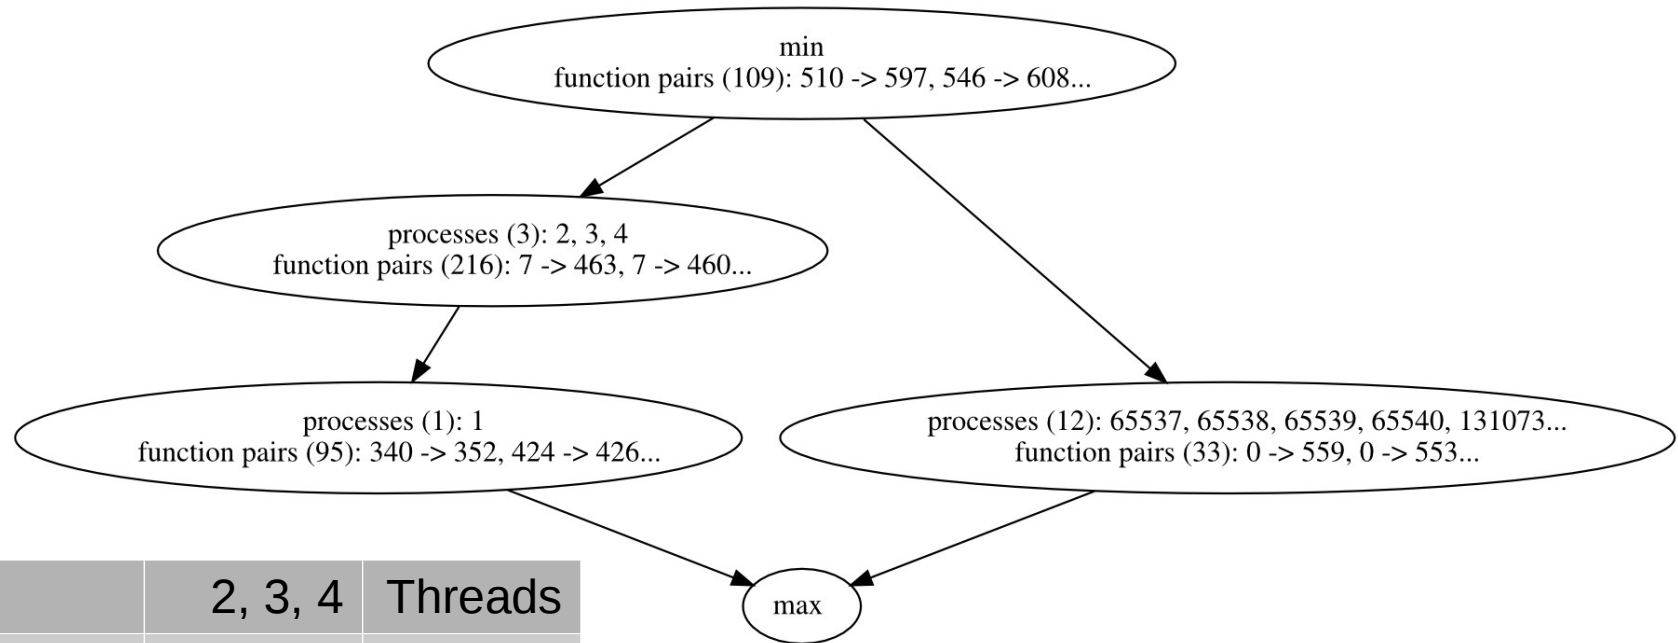 min
function pairs (109): 510 -> 597, 546 -> 608...
processes (3): 2, 3, 4
function pairs (216): 7 -> 463, 7 -> 460...
processes (1): 1
function pairs (95): 340 -> 352, 424 -> 426...
processes (12): 65537, 65538, 65539, 65540, 131073...
function pairs (33): 0 -> 559, 0 -> 553...
max
2, 3, 4 Threads